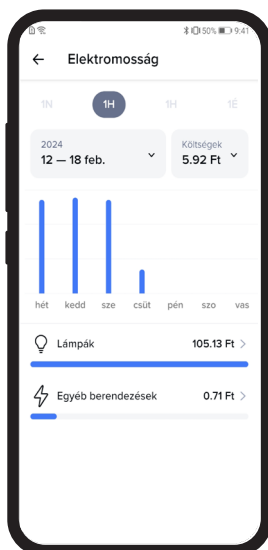 50% 9:41
Elektromosság
1N 1H 1H 1É
2024
12 — 18 feb.
Költségek
5.92 Ft
hét kedd sze csüt pén szo vas
Lámpák 105.13 Ft
Egyéb berendezések 0.71 Ft